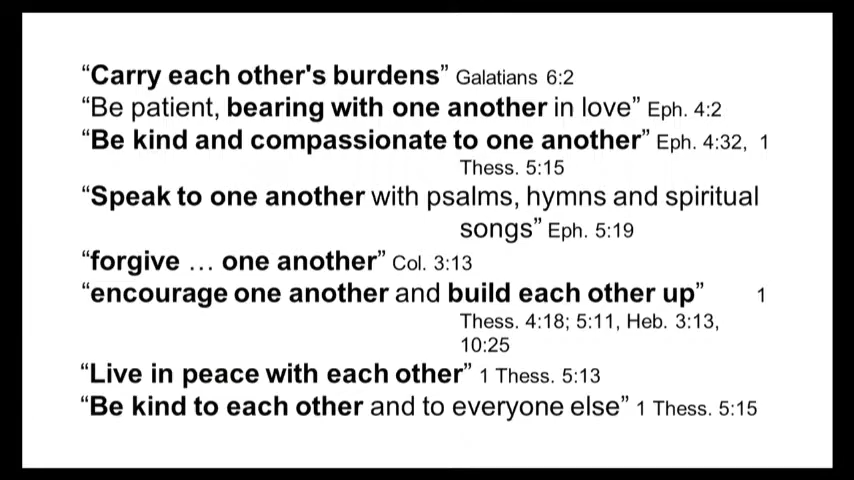 “Carry each other's burdens” Galatians 6:2
“Be patient, bearing with one another in love” Eph. 4:2
“Be kind and compassionate to one another” Eph. 4:32, 1
Thess. 5:15
“Speak to one another with psalms, hymns and spiritual
songs” Eph. 5:19
“forgive … one another” Col. 3:13
“encourage one another and build each other up” 1
Thess. 4:18; 5:11, Heb. 3:13,
10:25
“Live in peace with each other” 1 Thess. 5:13
“Be kind to each other and to everyone else” 1 Thess. 5:15